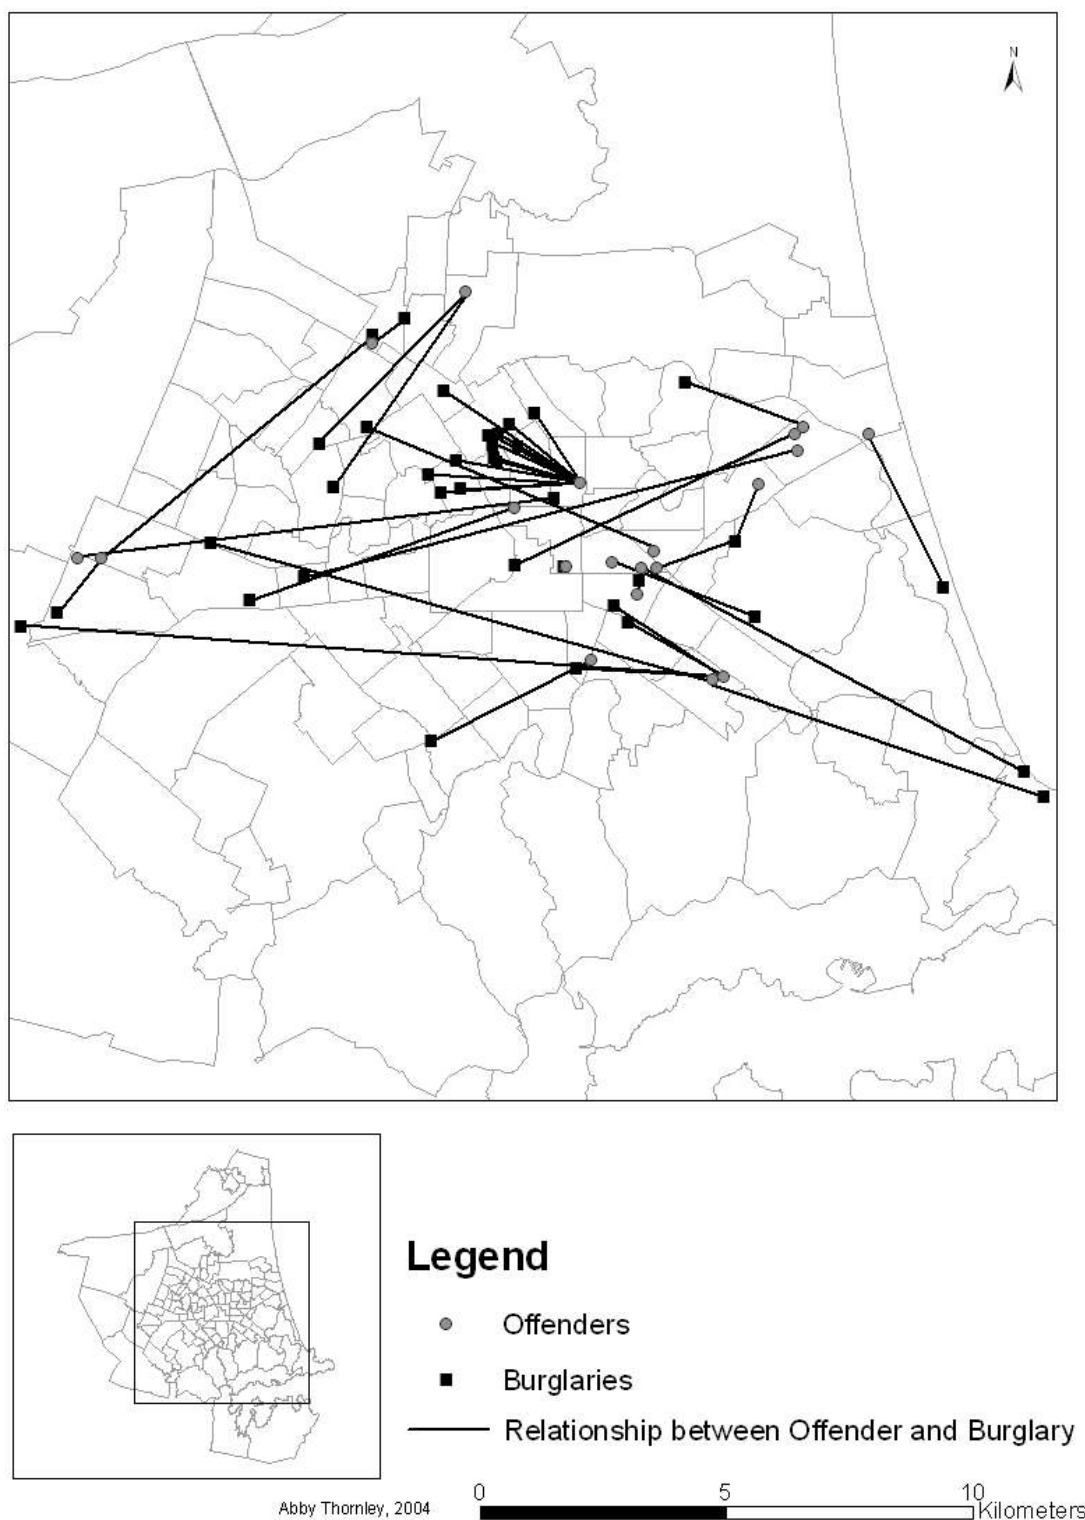 N
Legend
Offenders
Burglaries
Relationship between Offender and Burglary
Abby Thornley, 2004
0 5 10
Kilometers